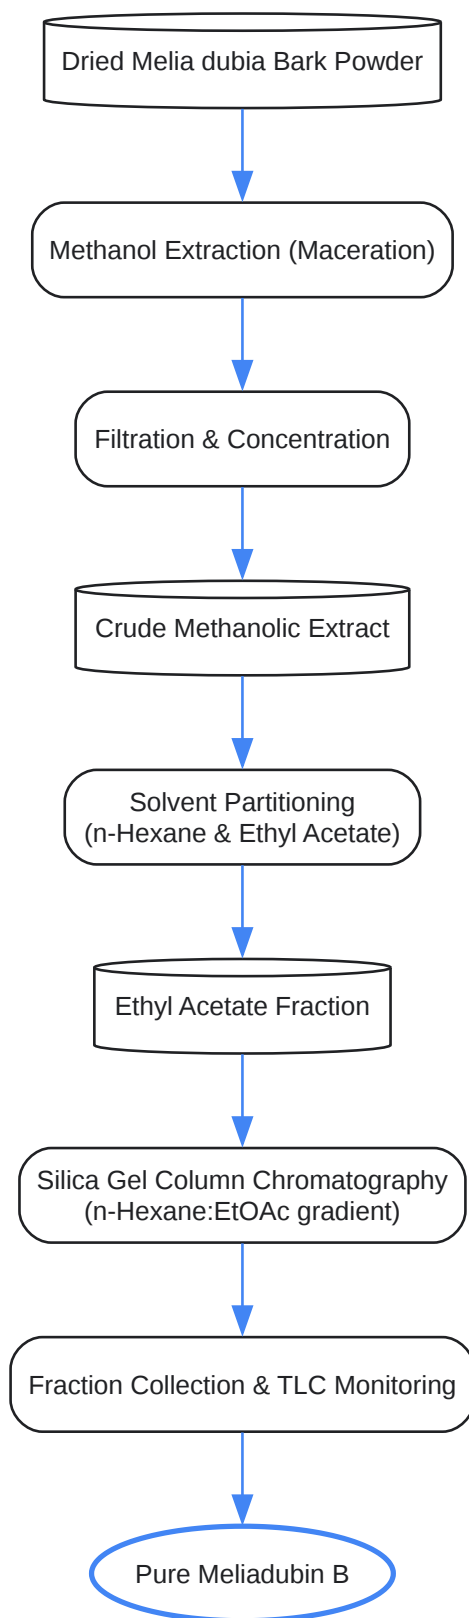 Dried Melia dubia Bark Powder
Methanol Extraction (Maceration)
Filtration & Concentration
Crude Methanolic Extract
Solvent Partitioning
(n-Hexane & Ethyl Acetate)
Ethyl Acetate Fraction
Silica Gel Column Chromatography
(n-Hexane:EtOAc gradient)
Fraction Collection & TLC Monitoring
Pure Meliadubin B